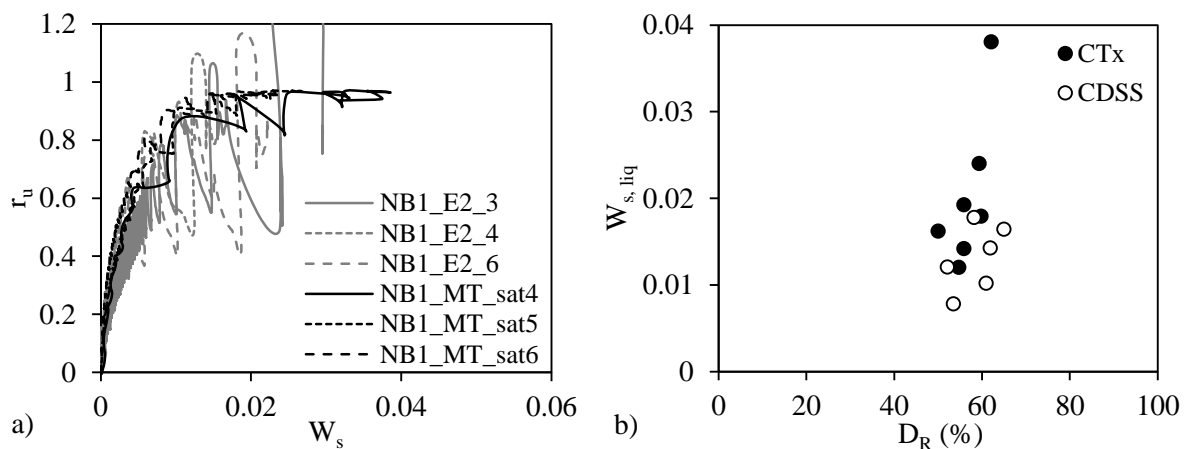 1.2
1
0.8
0.6
0.4
0.2
0
r_u
0
0.02
0.04
0.06
W_s
NB1_E2_3
NB1_E2_4
NB1_E2_6
NB1_MT_sat4
NB1_MT_sat5
NB1_MT_sat6
a)
0.04
0.03
0.02
0.01
0
W_s, liq
0
20
40
60
80
100
D_R (%)
CTx
CDSS
b)